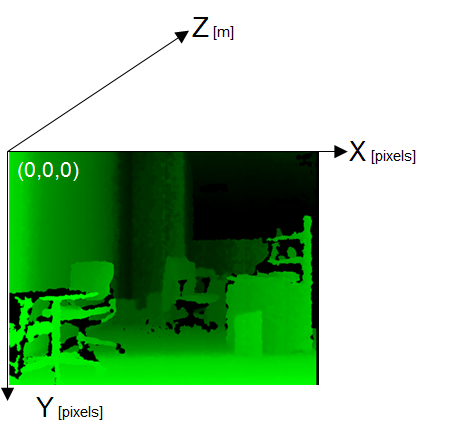 Z [m]
X [pixels]
(0,0,0)
Y [pixels]